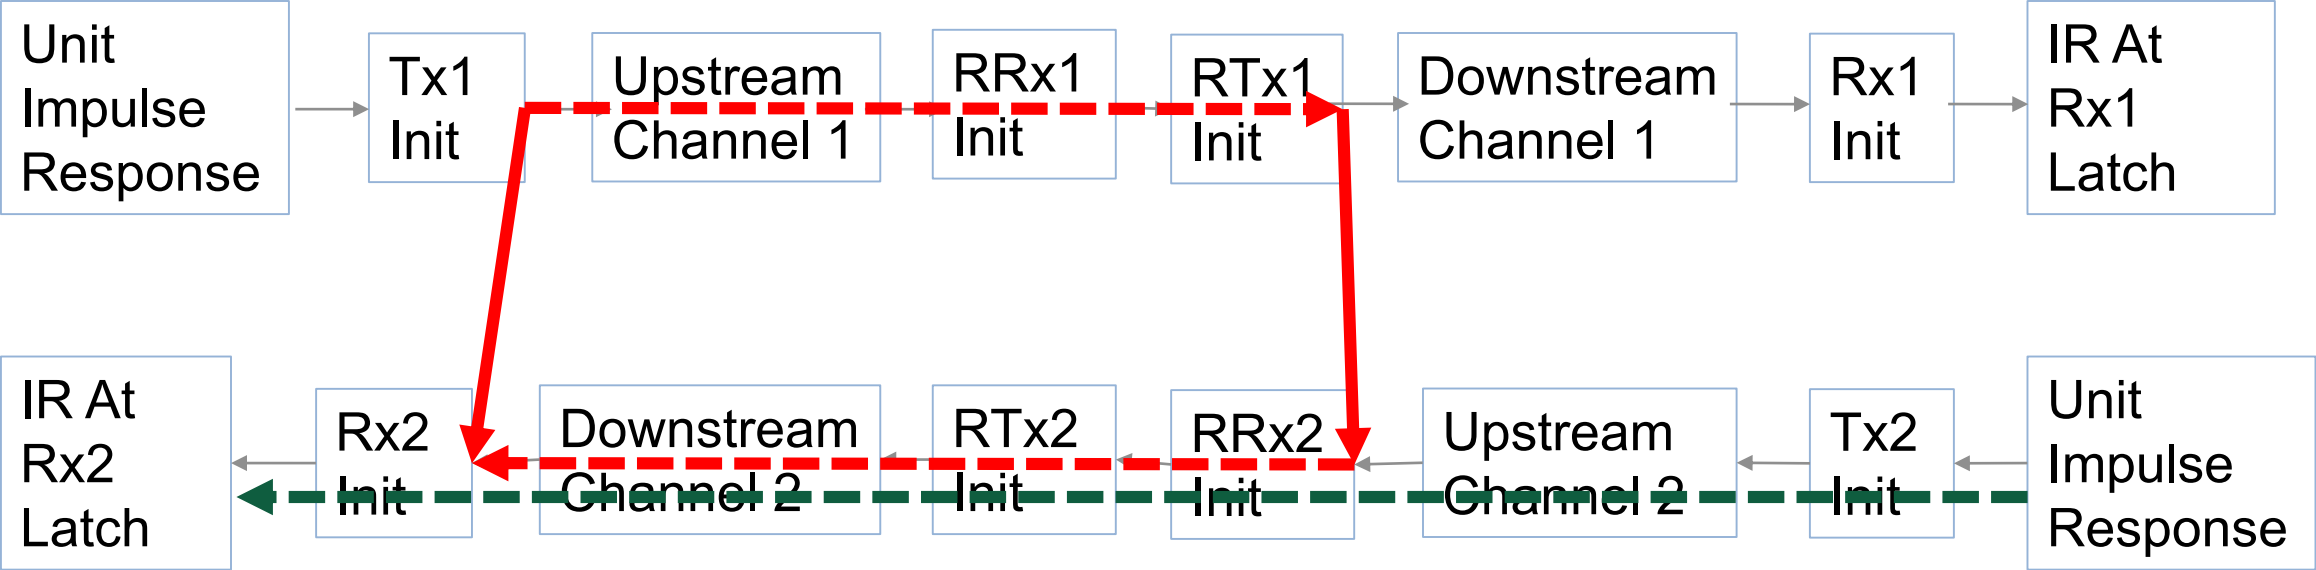 Unit
Impulse
Response
Tx1
Init
Upstream
Channel 1
RRx1
Init
RTx1
Init
Downstream
Channel 1
Rx1
Init
IR At
Rx1
Latch
IR At
Rx2
Latch
Rx2
Init
Downstream
Channel 2
RTx2
Init
RRx2
Init
Upstream
Channel 2
Tx2
Init
Unit
Impulse
Response